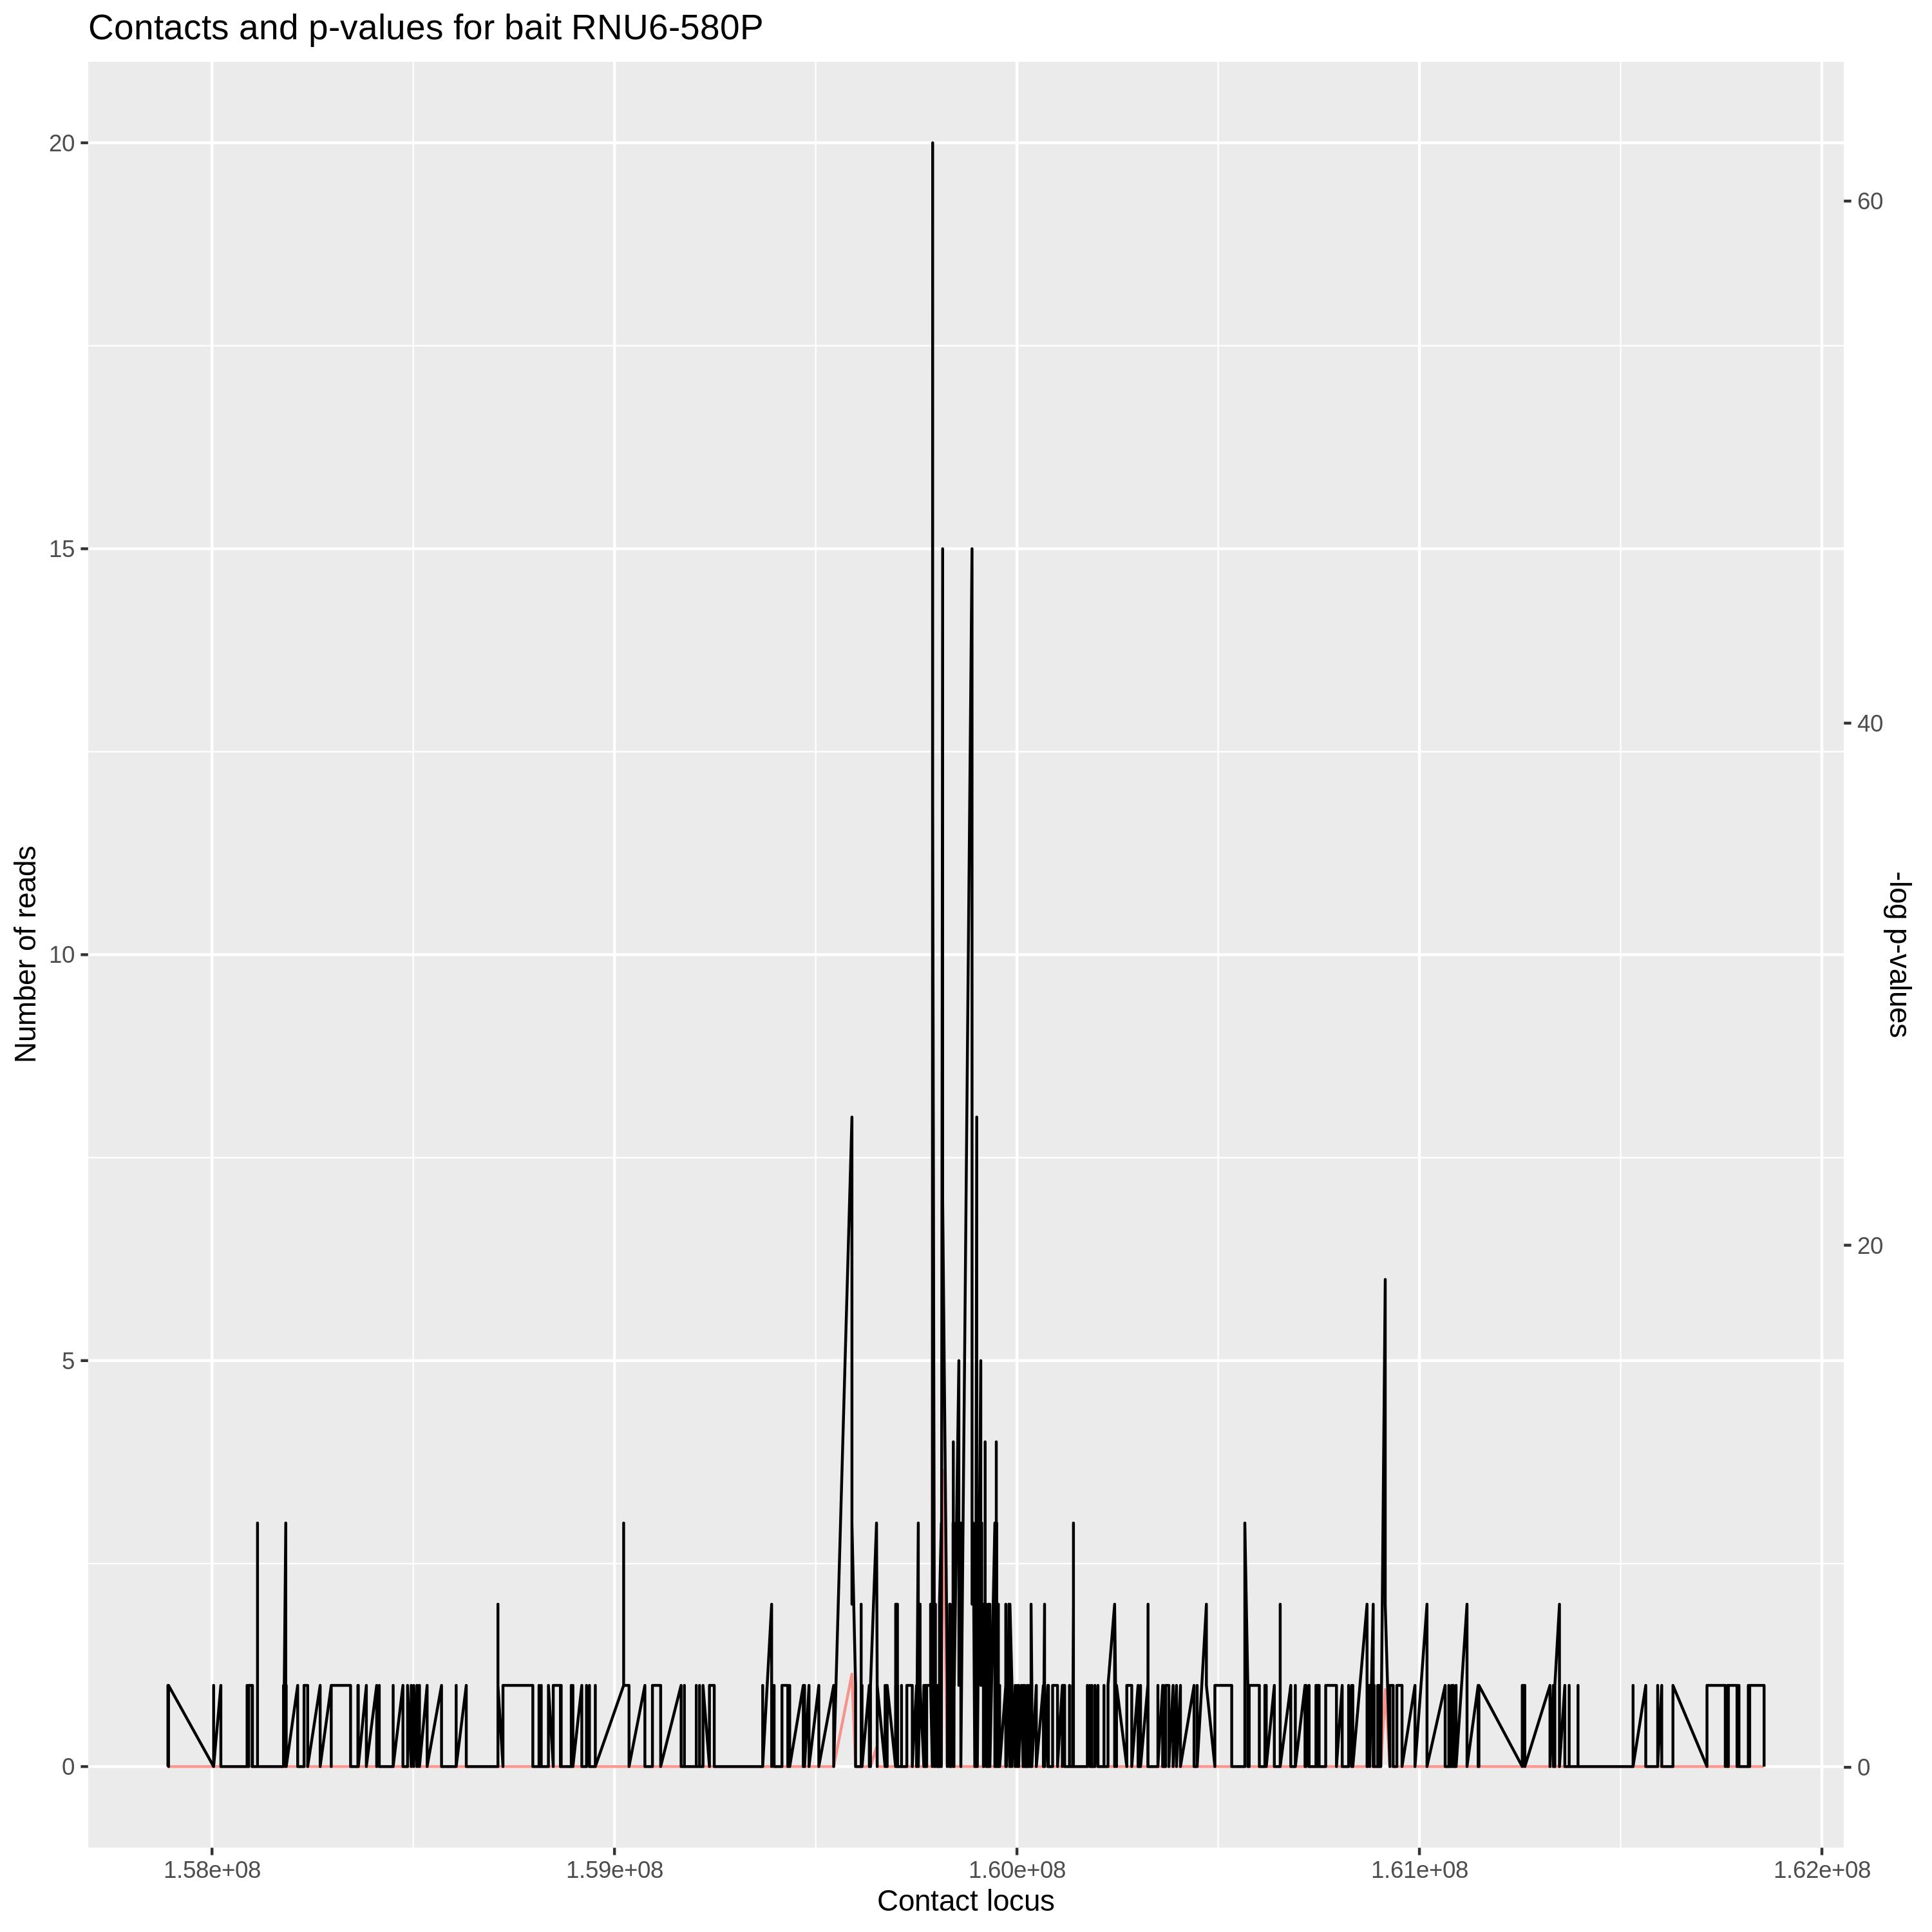 Contacts and p-values for bait RNU6-580P
20
15
10
5
0
60
40
20
0
Number of reads
-log p-values
1.58e+08
1.59e+08
1.60e+08
1.61e+08
1.62e+08
Contact locus